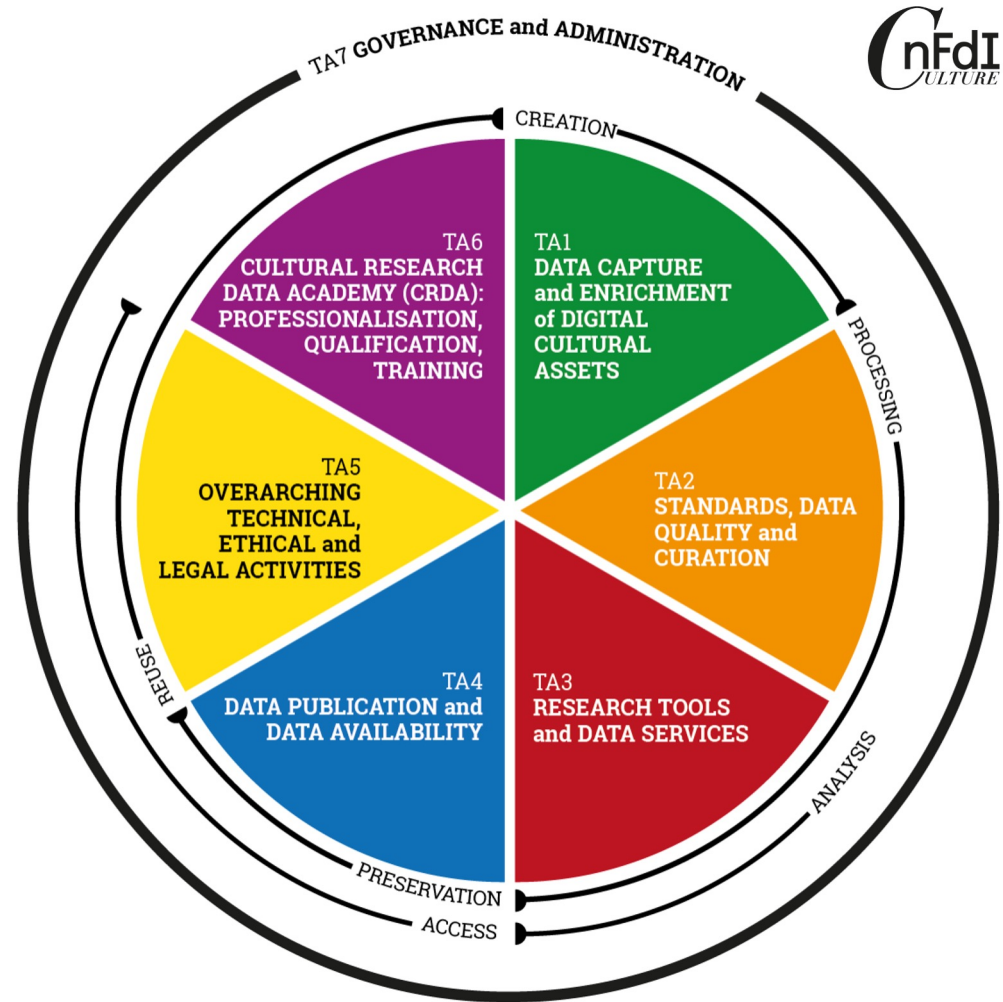 TA7 GOVERNANCE and ADMINISTRATION
CnFdI
CULTURE
CREATION
TA6
CULTURAL RESEARCH
DATA ACADEMY (CRDA):
PROFESSIONALISATION,
QUALIFICATION,
TRAINING
TA1
DATA CAPTURE
and ENRICHMENT
of DIGITAL
CULTURAL
ASSETS
PROCESSING
TA5
OVERARCHING
TECHNICAL,
ETHICAL and
LEGAL ACTIVITIES
TA2
STANDARDS, DATA
QUALITY and
CURATION
REUSE
TA4
DATA PUBLICATION and
DATA AVAILABILITY
TA3
RESEARCH TOOLS
and DATA SERVICES
ANALYSIS
PRESERVATION
ACCESS